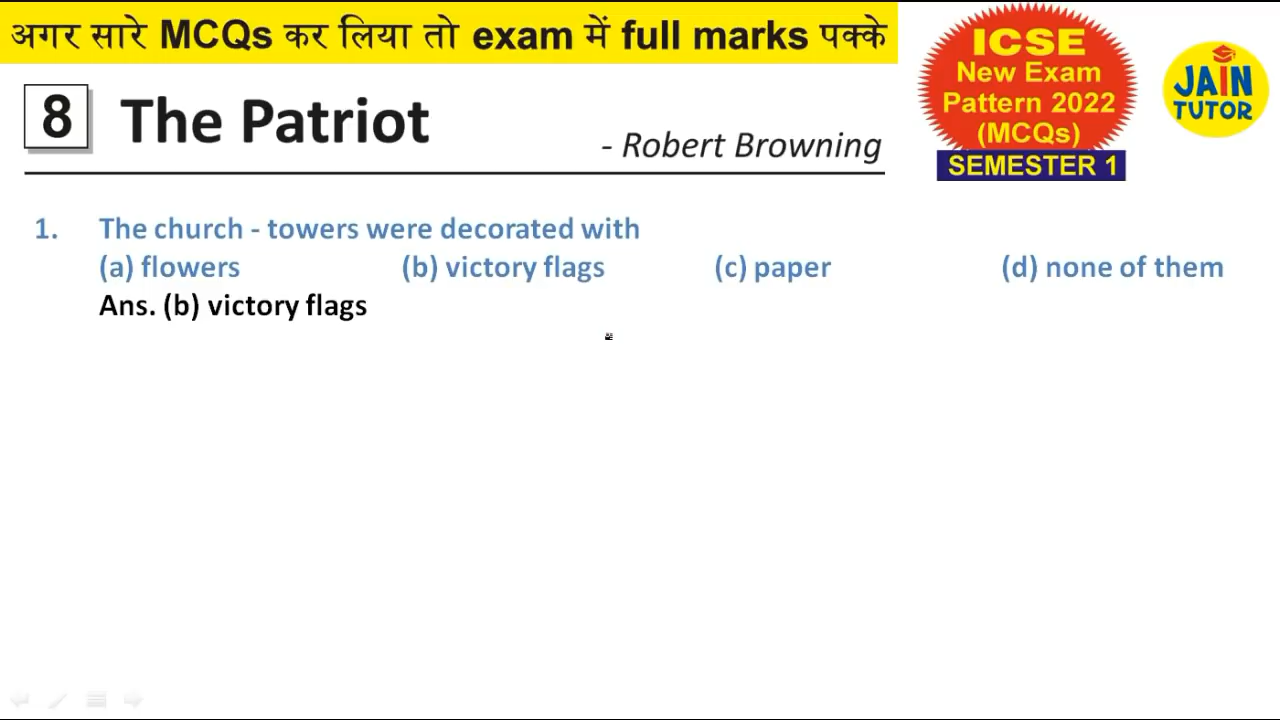 अगर सारे MCQs कर लिया तो exam में full marks पक्के
ICSE
New Exam
Pattern 2022
(MCQs)
SEMESTER 1
JAIN
TUTOR
8 The Patriot
- Robert Browning
1. The church - towers were decorated with
(a) flowers (b) victory flags (c) paper (d) none of them
Ans. (b) victory flags